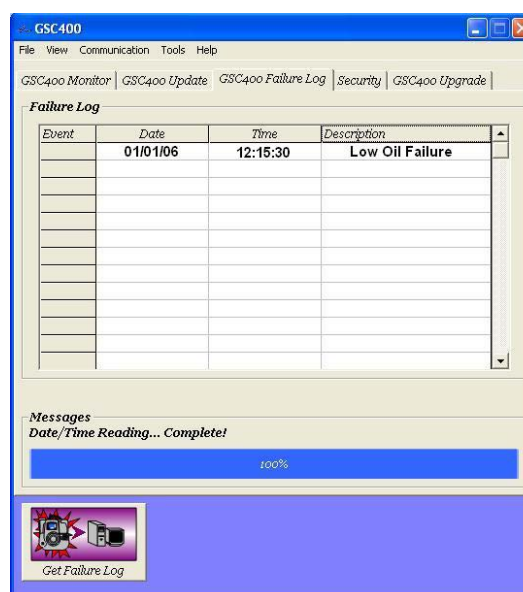 GSC400
File View Communication Tools Help
GSC400 Monitor GSC400 Update GSC400 Failure Log Security GSC400 Upgrade
Failure Log
Event Date Time Description
01/01/06 12:15:30 Low Oil Failure
Messages
Date/Time Reading... Complete!
100%
Get Failure Log